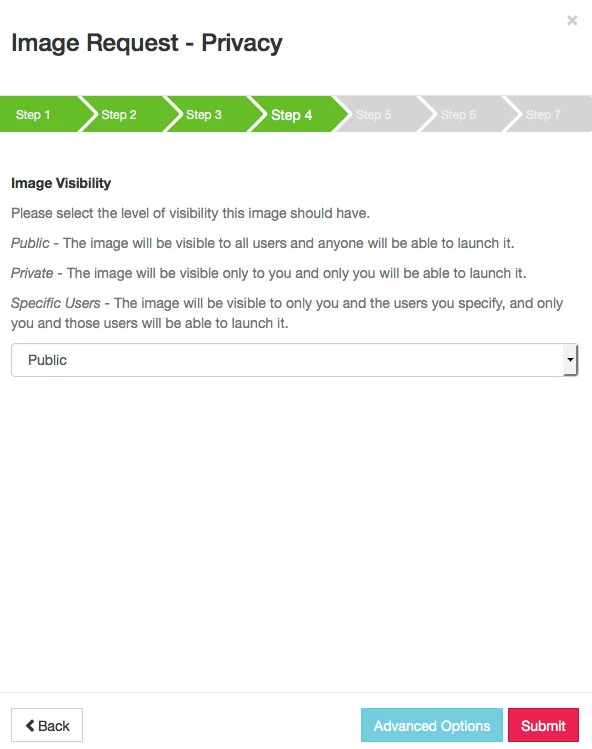 ×
Image Request - Privacy
Step 1
Step 2
Step 3
Step 4
Step 5
Step 6
Step 7
Image Visibility
Please select the level of visibility this image should have.
Public - The image will be visible to all users and anyone will be able to launch it.
Private - The image will be visible only to you and only you will be able to launch it.
Specific Users - The image will be visible to only you and the users you specify, and only
you and those users will be able to launch it.
Public
Back
Advanced Options
Submit